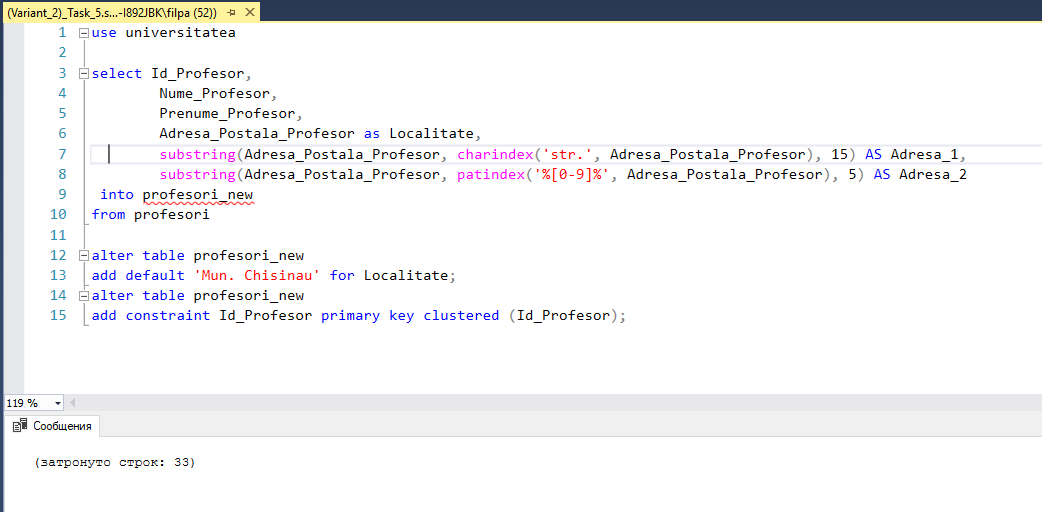 (Variant_2)_Task_5.s...-I892JBK\filpa (52))
1 use universitatea
2
3 select Id_Profesor,
4 Nume_Profesor,
5 Prenume_Profesor,
6 Adresa_Postala_Profesor as Localitate,
7 substring(Adresa_Postala_Profesor, charindex('str.', Adresa_Postala_Profesor), 15) AS Adresa_1,
8 substring(Adresa_Postala_Profesor, patindex('%[0-9]%', Adresa_Postala_Profesor), 5) AS Adresa_2
9 into profesori_new
10 from profesori
11
12 alter table profesori_new
13 add default 'Mun. Chisinau' for Localitate;
14 alter table profesori_new
15 add constraint Id_Profesor primary key clustered (Id_Profesor);
119 %
Сообщения
(затронуто строк: 33)